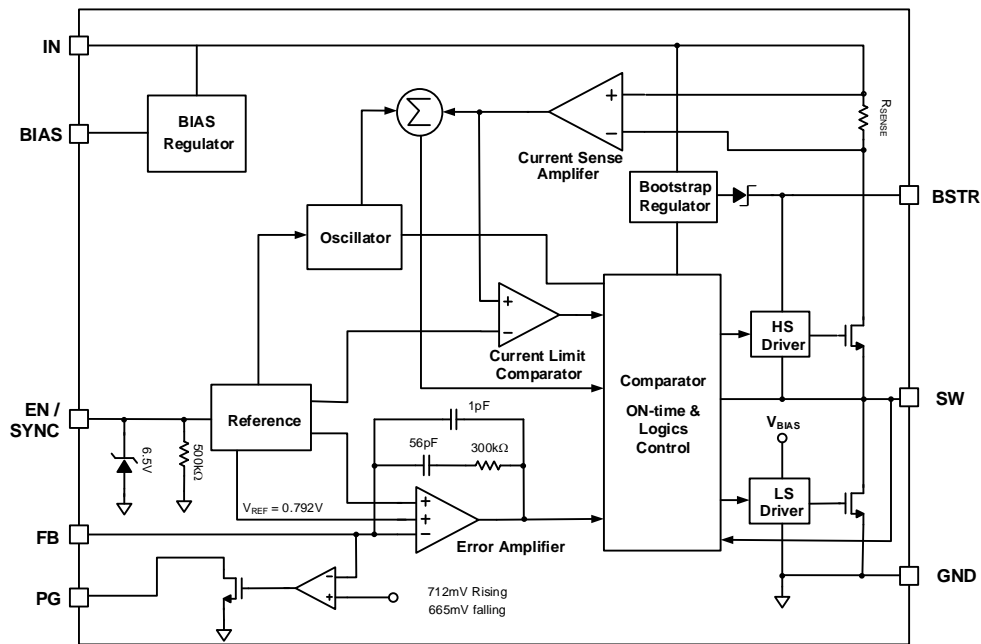 IN
BIAS
BIAS
Regulator
Σ
+
−
Current Sense
Amplifer
RSENSE
Bootstrap
Regulator
BSTR
Oscillator
+
−
Current Limit
Comparator
Comparator
ON-time &
Logics
Control
HS
Driver
SW
EN /
SYNC
Reference
6.5V
500kΩ
1pF
56pF
300kΩ
VBIAS
LS
Driver
VREF = 0.792V
+
+
−
Error Amplifier
FB
PG
−
+
712mV Rising
665mV falling
GND